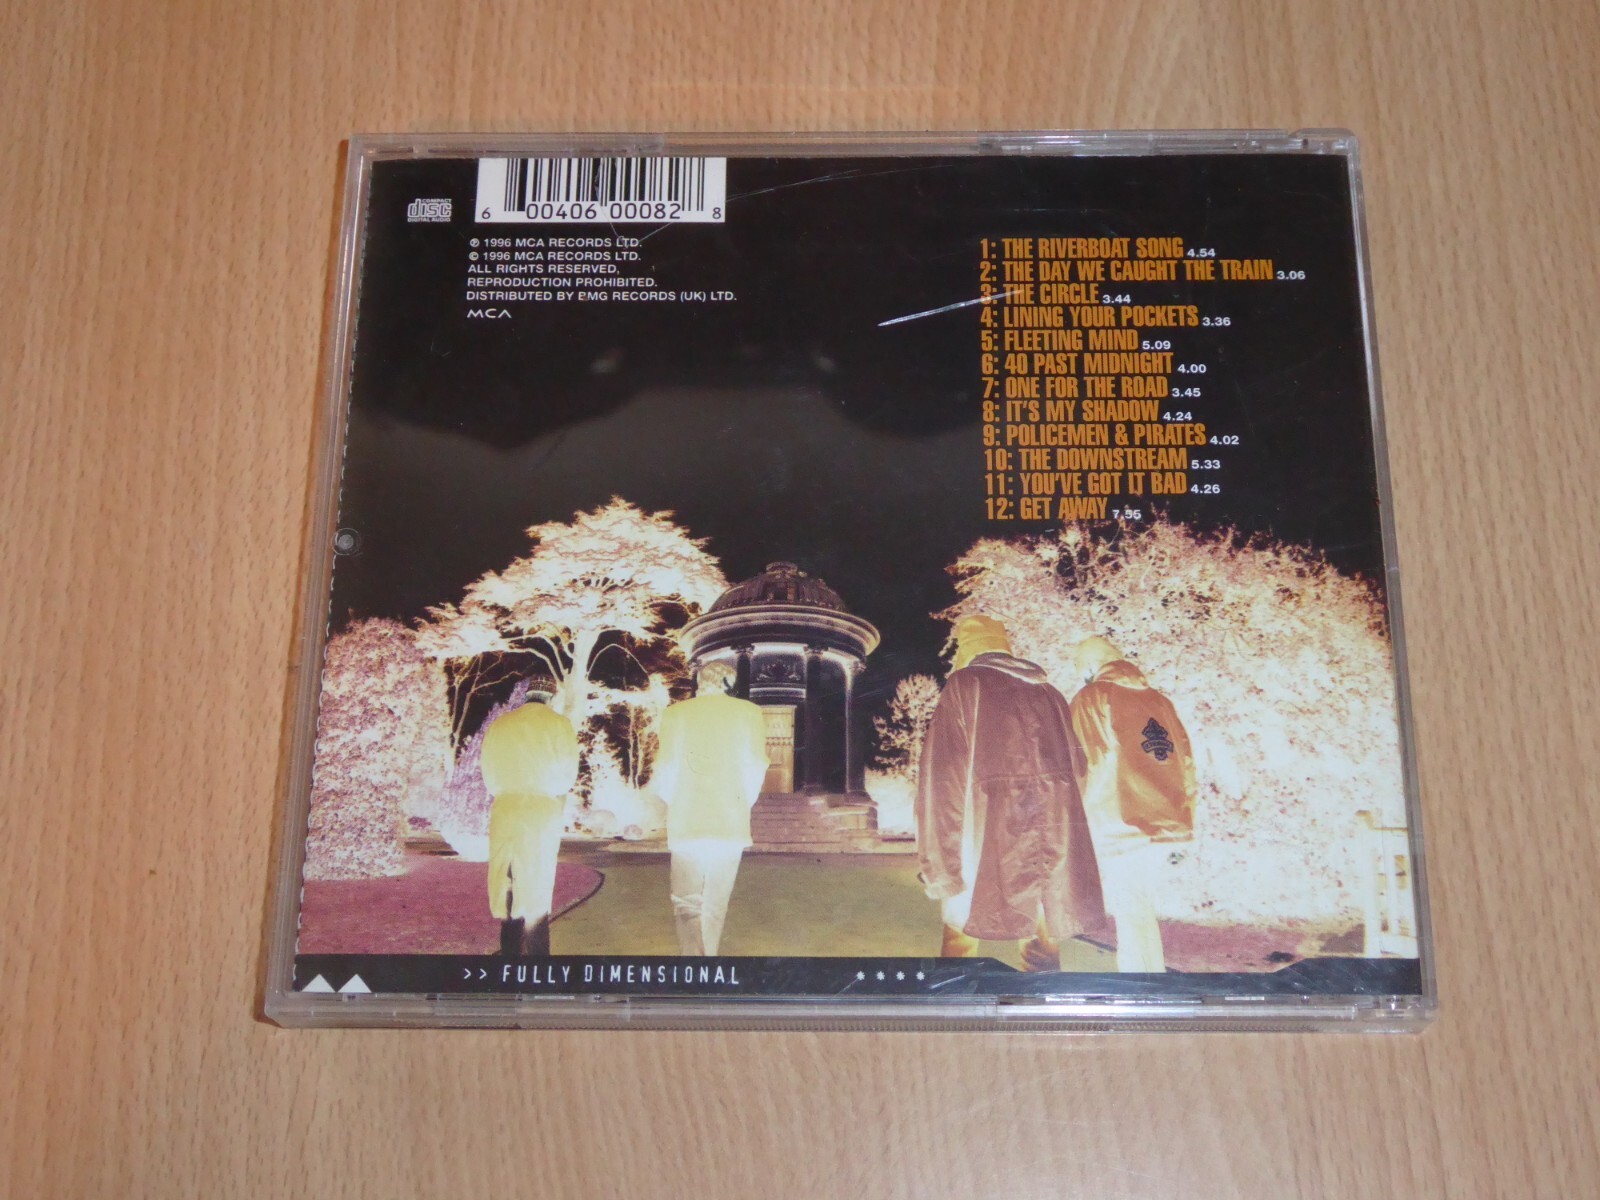 COMPACT
disc
DIGITAL AUDIO
6 00406 00082 8
℗ 1996 MCA RECORDS LTD.
© 1996 MCA RECORDS LTD.
ALL RIGHTS RESERVED,
REPRODUCTION PROHIBITED.
DISTRIBUTED BY BMG RECORDS (UK) LTD.
MCA
1: THE RIVERBOAT SONG 4.54
2: THE DAY WE CAUGHT THE TRAIN 3.06
3: THE CIRCLE 3.44
4: LINING YOUR POCKETS 3.36
5: FLEETING MIND 5.09
6: 40 PAST MIDNIGHT 4.00
7: ONE FOR THE ROAD 3.45
8: IT'S MY SHADOW 4.24
9: POLICEMEN & PIRATES 4.02
10: THE DOWNSTREAM 5.33
11: YOU'VE GOT IT BAD 4.26
12: GET AWAY 7.55
>> FULLY DIMENSIONAL